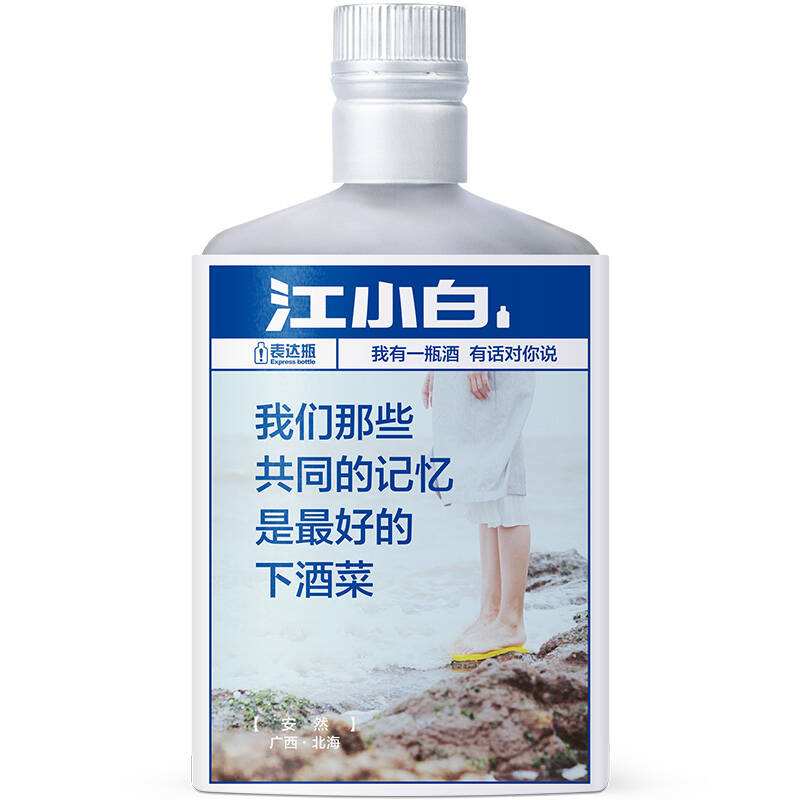 江小白
表达瓶
Express bottle
我有一瓶酒 有话对你说
我们那些
共同的记忆
是最好的
下酒菜
【 安然 】
广西·北海